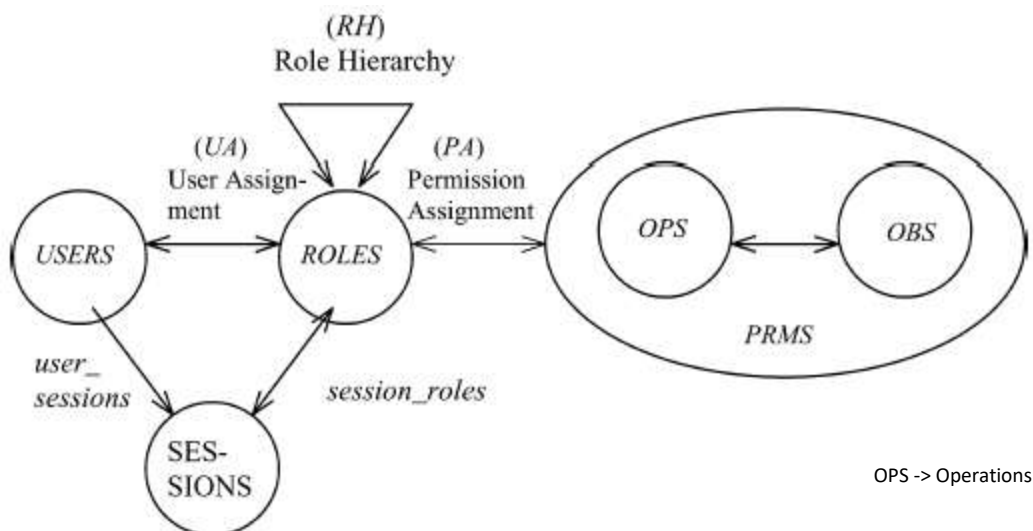 (RH)
Role Hierarchy
(UA)
User Assign-
ment
(PA)
Permission
Assignment
USERS
ROLES
OPS
OBS
PRMS
user_
sessions
session_roles
SES-
SIONS
OPS -> Operations